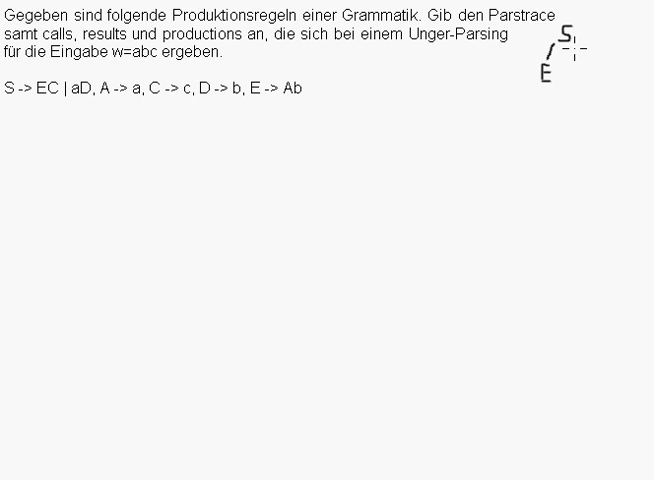 Gegeben sind folgende Produktionsregeln einer Grammatik. Gib den Parstrace
samt calls, results und productions an, die sich bei einem Unger-Parsing
für die Eingabe w=abc ergeben.
S -> EC | aD, A -> a, C -> c, D -> b, E -> Ab
S
E